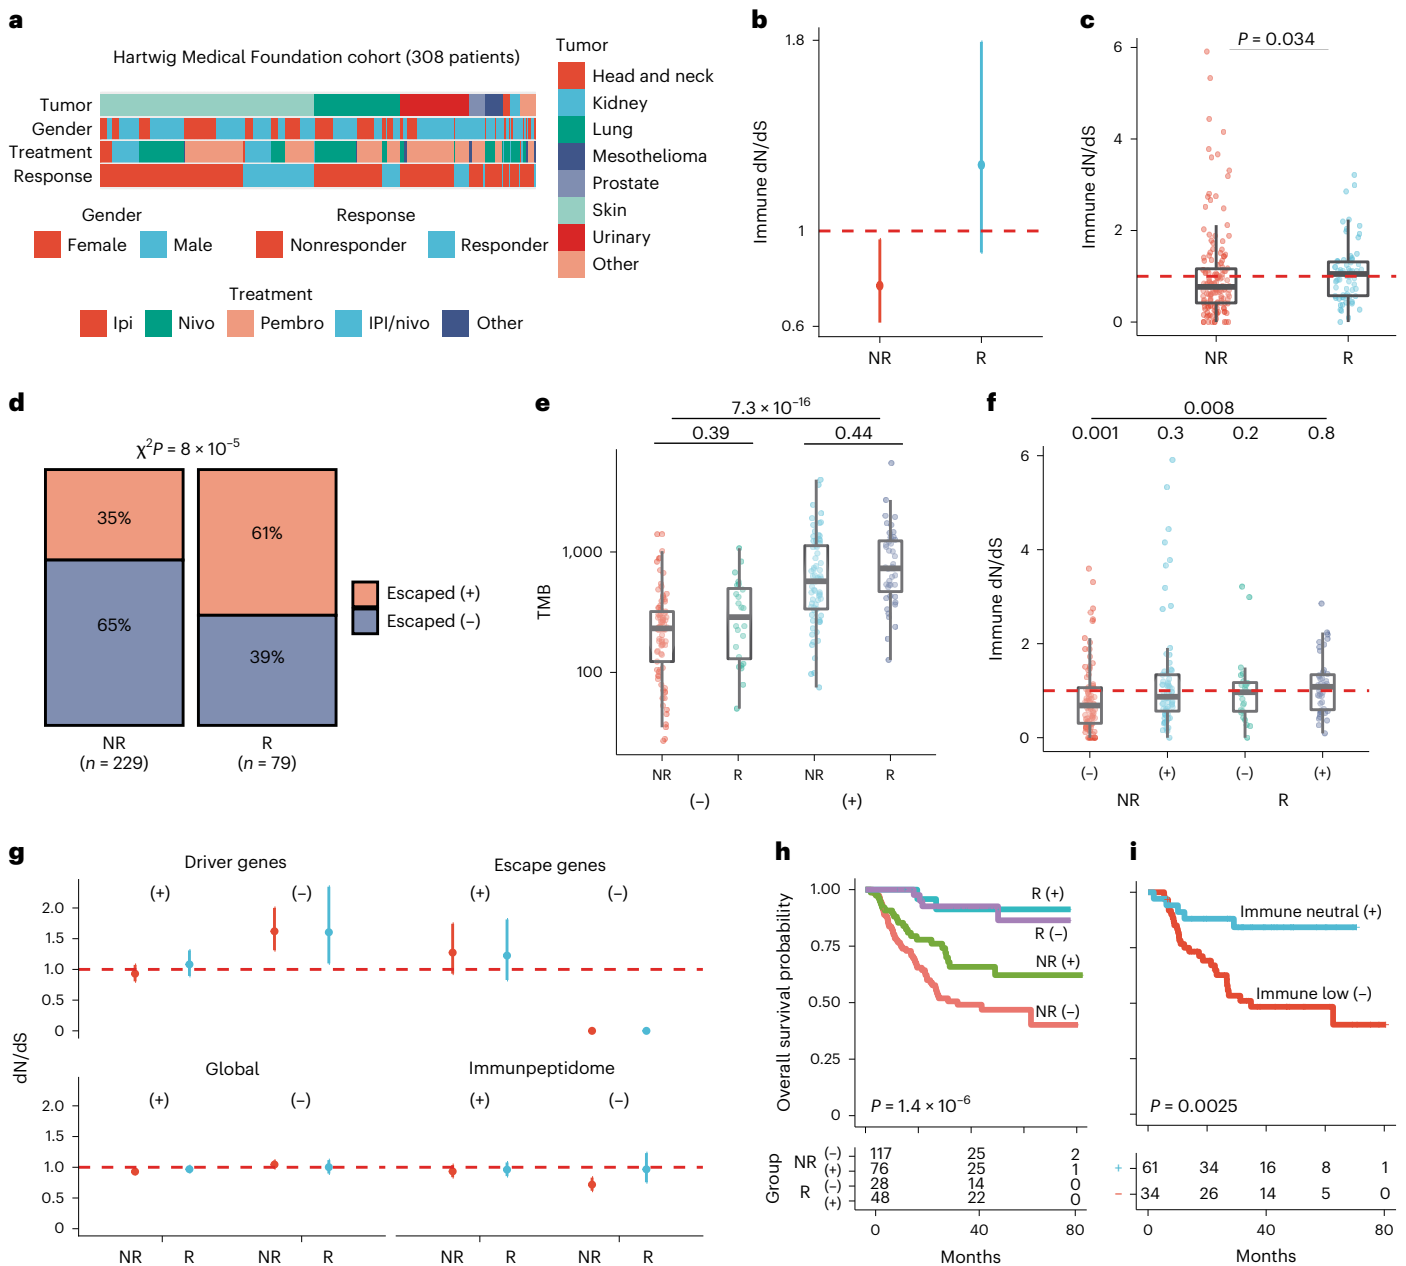 a
Hartwig Medical Foundation cohort (308 patients)
Tumor
Gender
Treatment
Response
Gender
Female
Male
Response
Nonresponder
Responder
Treatment
Ipi
Nivo
Pembro
IPI/nivo
Other
Tumor
Head and neck
Kidney
Lung
Mesothelioma
Prostate
Skin
Urinary
Other
b
Immune dN/dS
1.8
1
0.6
NR
R
c
P = 0.034
Immune dN/dS
6
4
2
0
NR
R
d
χ²P = 8 × 10⁻⁵
35%
65%
61%
39%
NR
(n = 229)
R
(n = 79)
Escaped (+)
Escaped (−)
e
7.3 × 10⁻¹⁶
0.39
0.44
TMB
1,000
100
NR
R
NR
R
(−)
(+)
f
0.008
0.001
0.3
0.2
0.8
Immune dN/dS
6
4
2
0
(−)
(+)
(−)
(+)
NR
R
g
dN/dS
Driver genes
(+)
(−)
2.0
1.5
1.0
0.5
0
Escape genes
(+)
(−)
Global
(+)
(−)
2.0
1.5
1.0
0.5
0
NR
R
NR
R
Immunpeptidome
(+)
(−)
NR
R
NR
R
h
Overall survival probability
1.00
0.75
0.50
0.25
0
R (+)
R (−)
NR (+)
NR (−)
P = 1.4 × 10⁻⁶
Group
NR
(−) 117 25 2
(+) 76 25 1
R
(−) 28 14 0
(+) 48 22 0
0 40 80
Months
i
Immune neutral (+)
Immune low (−)
P = 0.0025
+ 61 34 16 8 1
− 34 26 14 5 0
0 40 80
Months